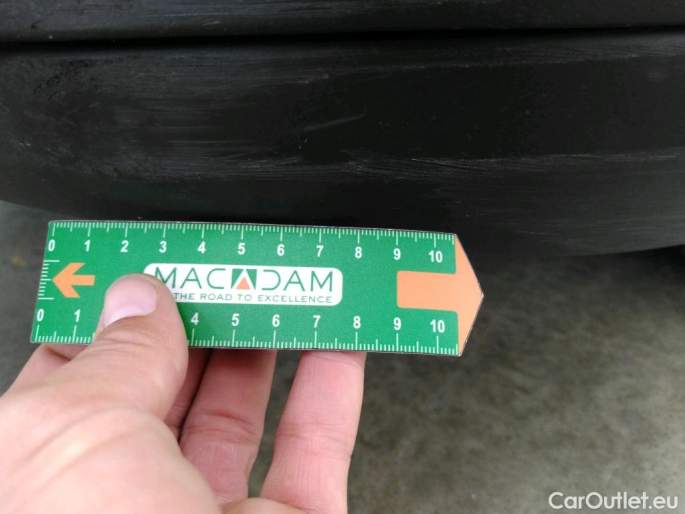 0 1 2 3 4 5 6 7 8 9 10
MACADAM
THE ROAD TO EXCELLENCE
0 1 4 5 6 7 8 9 10
CarOutlet.eu